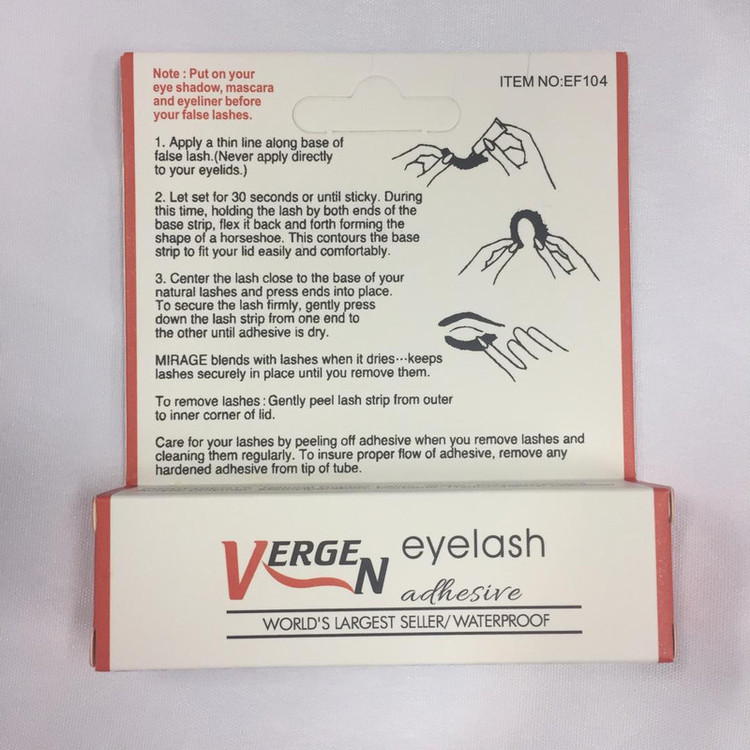 Note : Put on your
eye shadow, mascara
and eyeliner before
your false lashes.
ITEM NO:EF104
1. Apply a thin line along base of
false lash.(Never apply directly
to your eyelids.)
2. Let set for 30 seconds or until sticky. During
this time, holding the lash by both ends of the
base strip, flex it back and forth forming the
shape of a horseshoe. This contours the base
strip to fit your lid easily and comfortably.
3. Center the lash close to the base of your
natural lashes and press ends into place.
To secure the lash firmly, gently press
down the lash strip from one end to
the other until adhesive is dry.
MIRAGE blends with lashes when it dries···keeps
lashes securely in place until you remove them.
To remove lashes : Gently peel lash strip from outer
to inner corner of lid.
Care for your lashes by peeling off adhesive when you remove lashes and
cleaning them regularly. To insure proper flow of adhesive, remove any
hardened adhesive from tip of tube.
VERGEN eyelash
adhesive
WORLD'S LARGEST SELLER/ WATERPROOF